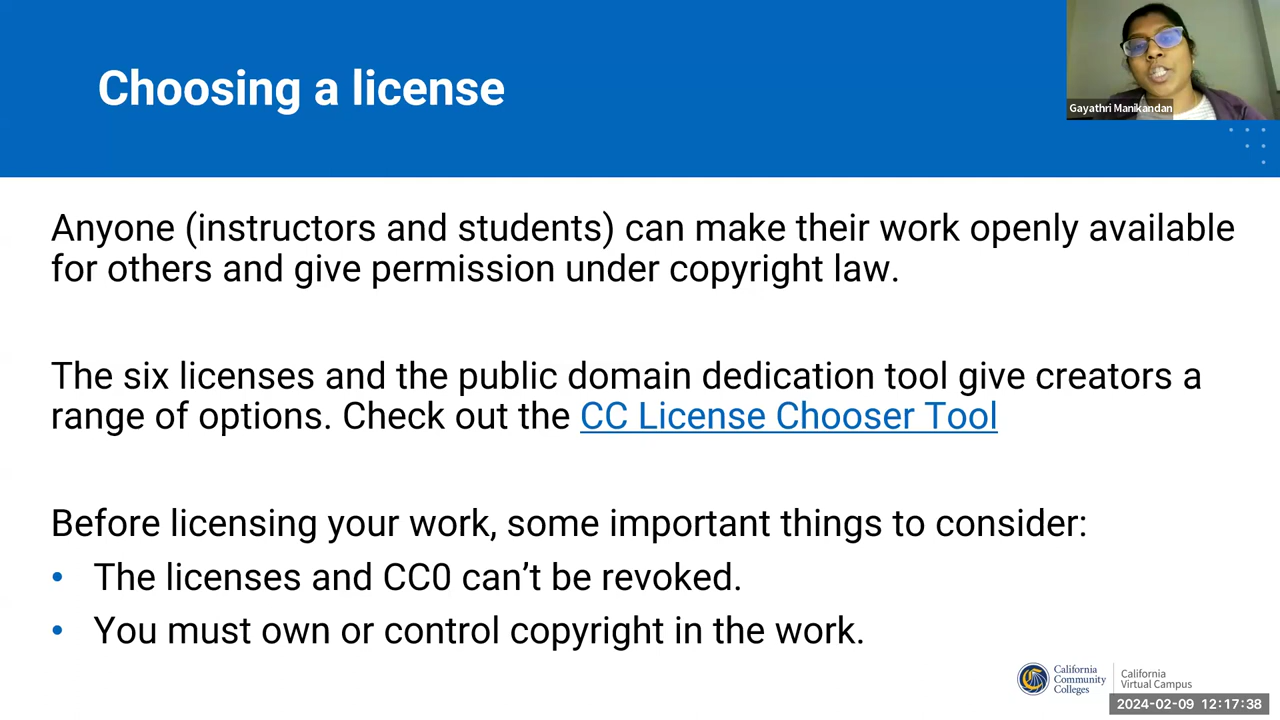 Choosing a license
Gayathri Manikandan
Anyone (instructors and students) can make their work openly available
for others and give permission under copyright law.
The six licenses and the public domain dedication tool give creators a
range of options. Check out the CC License Chooser Tool
Before licensing your work, some important things to consider:
• The licenses and CC0 can’t be revoked.
• You must own or control copyright in the work.
California
Community
Colleges
California
Virtual Campus
2024-02-09 12:17:38